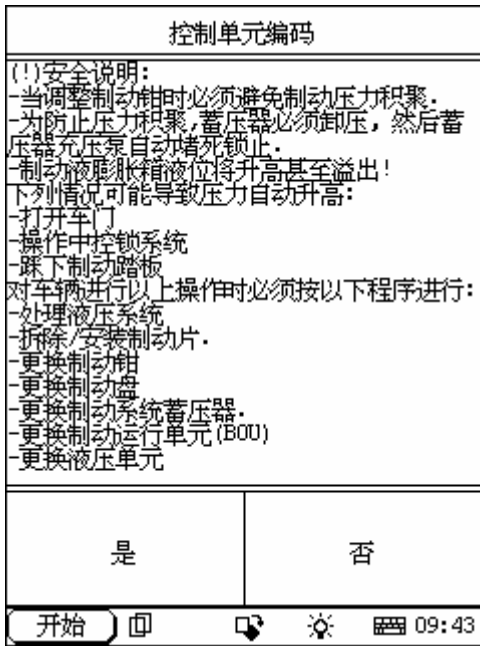 控制单元编码
(!)安全说明:
-当调整制动钳时必须避免制动压力积聚.
-为防止压力积聚,蓄压器必须卸压, 然后蓄
压器充压泵自动堵死锁止.
-制动液膨胀箱液位将升高甚至溢出!
下列情况可能导致压力自动升高:
-打开车门
-操作中控锁系统
-踩下制动踏板
对车辆进行以上操作时必须按以下程序进行:
-处理液压系统
-拆除/安装制动片.
-更换制动钳
-更换制动盘
-更换制动系统蓄压器.
-更换制动运行单元(BOU)
-更换液压单元
是
否
开始
09:43